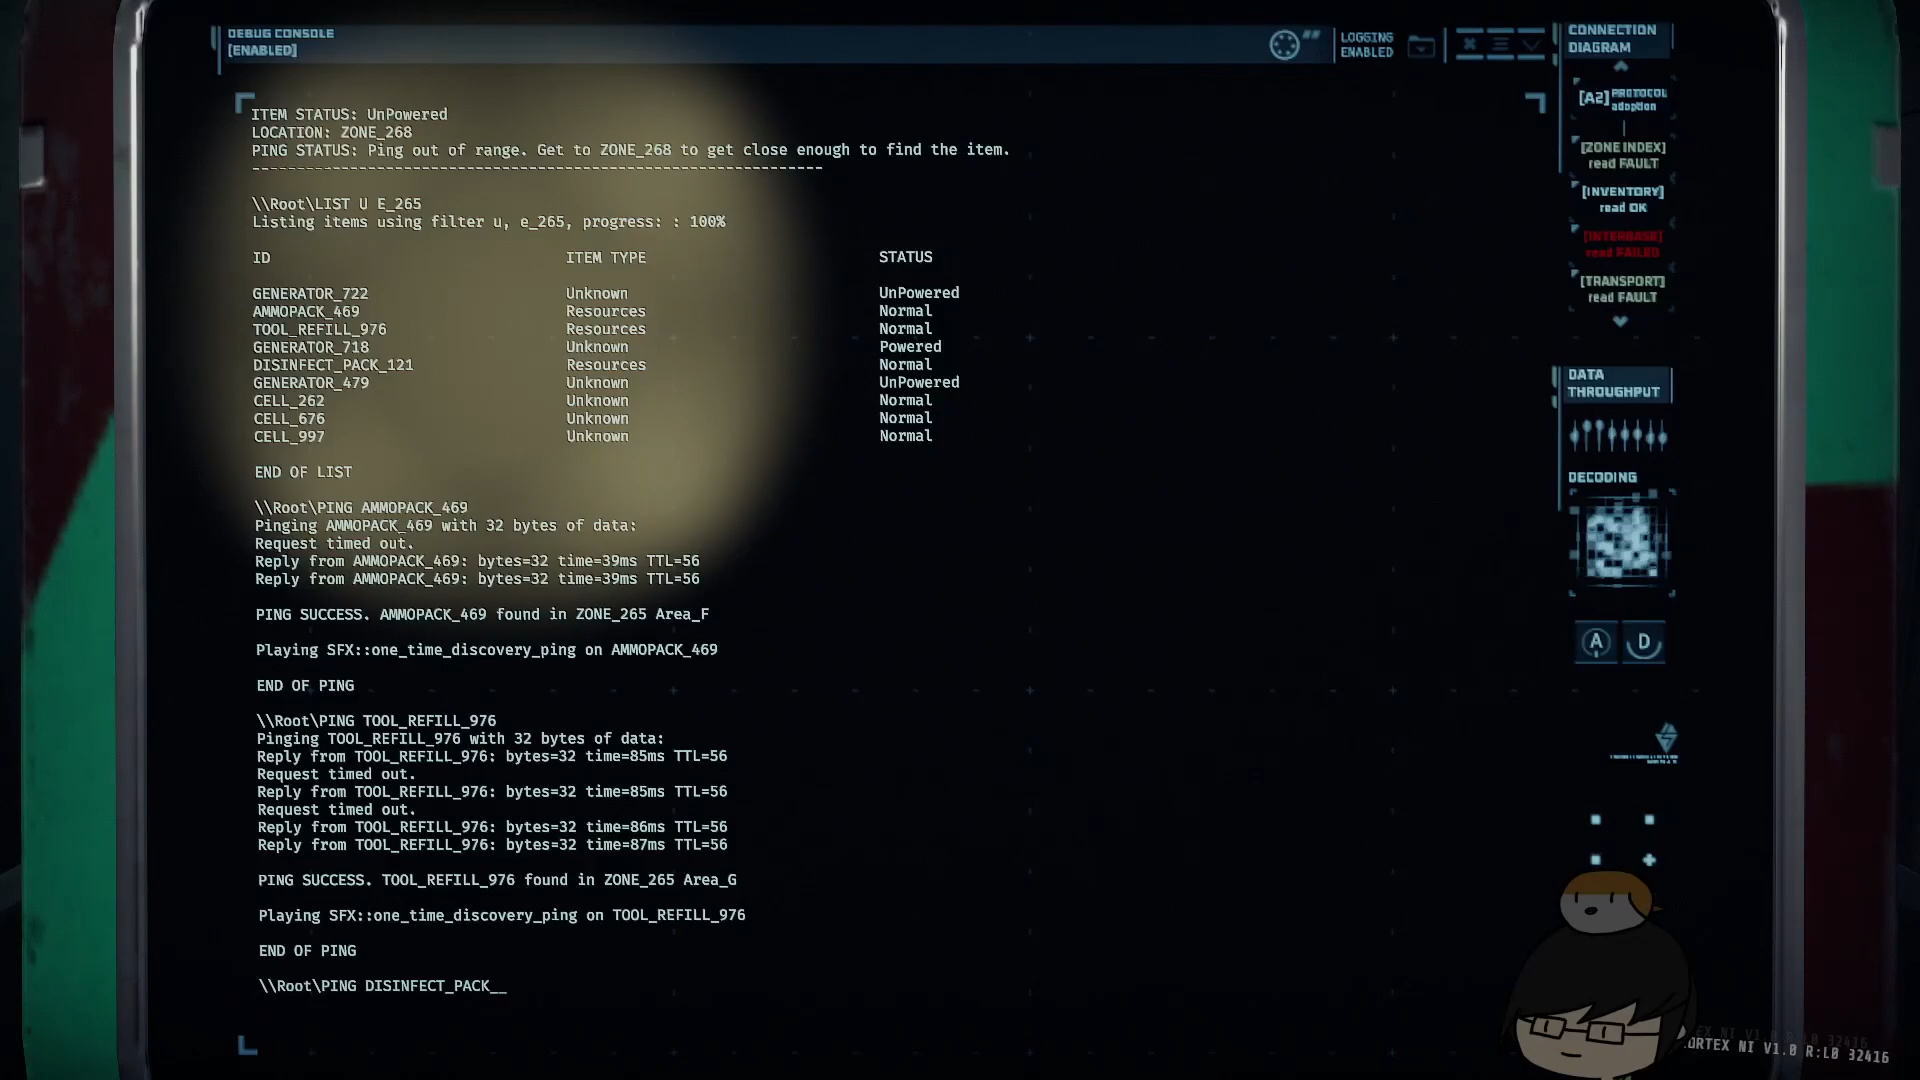 DEBUG CONSOLE
[ENABLED]
LOGGING
ENABLED
ITEM STATUS: UnPowered
LOCATION: ZONE_268
PING STATUS: Ping out of range. Get to ZONE_268 to get close enough to find the item.
----------------------------------------------------------------
\\Root\LIST U E_265
Listing items using filter u, e_265, progress: : 100%
ID ITEM TYPE STATUS
GENERATOR_722 Unknown UnPowered
AMMOPACK_469 Resources Normal
TOOL_REFILL_976 Resources Normal
GENERATOR_718 Unknown Powered
DISINFECT_PACK_121 Resources Normal
GENERATOR_479 Unknown UnPowered
CELL_262 Unknown Normal
CELL_676 Unknown Normal
CELL_997 Unknown Normal
END OF LIST
\\Root\PING AMMOPACK_469
Pinging AMMOPACK_469 with 32 bytes of data:
Request timed out.
Reply from AMMOPACK_469: bytes=32 time=39ms TTL=56
Reply from AMMOPACK_469: bytes=32 time=39ms TTL=56
PING SUCCESS. AMMOPACK_469 found in ZONE_265 Area_F
Playing SFX::one_time_discovery_ping on AMMOPACK_469
END OF PING
\\Root\PING TOOL_REFILL_976
Pinging TOOL_REFILL_976 with 32 bytes of data:
Reply from TOOL_REFILL_976: bytes=32 time=85ms TTL=56
Request timed out.
Reply from TOOL_REFILL_976: bytes=32 time=85ms TTL=56
Request timed out.
Reply from TOOL_REFILL_976: bytes=32 time=86ms TTL=56
Reply from TOOL_REFILL_976: bytes=32 time=87ms TTL=56
PING SUCCESS. TOOL_REFILL_976 found in ZONE_265 Area_G
Playing SFX::one_time_discovery_ping on TOOL_REFILL_976
END OF PING
\\Root\PING DISINFECT_PACK__
CONNECTION
DIAGRAM
[A2] PROTOCOL
adoption
[ZONE INDEX]
read FAULT
[INVENTORY]
read OK
[INTERBASE]
read FAILED
[TRANSPORT]
read FAULT
DATA
THROUGHPUT
DECODING
A D
NI V1.0 R:L0 32416